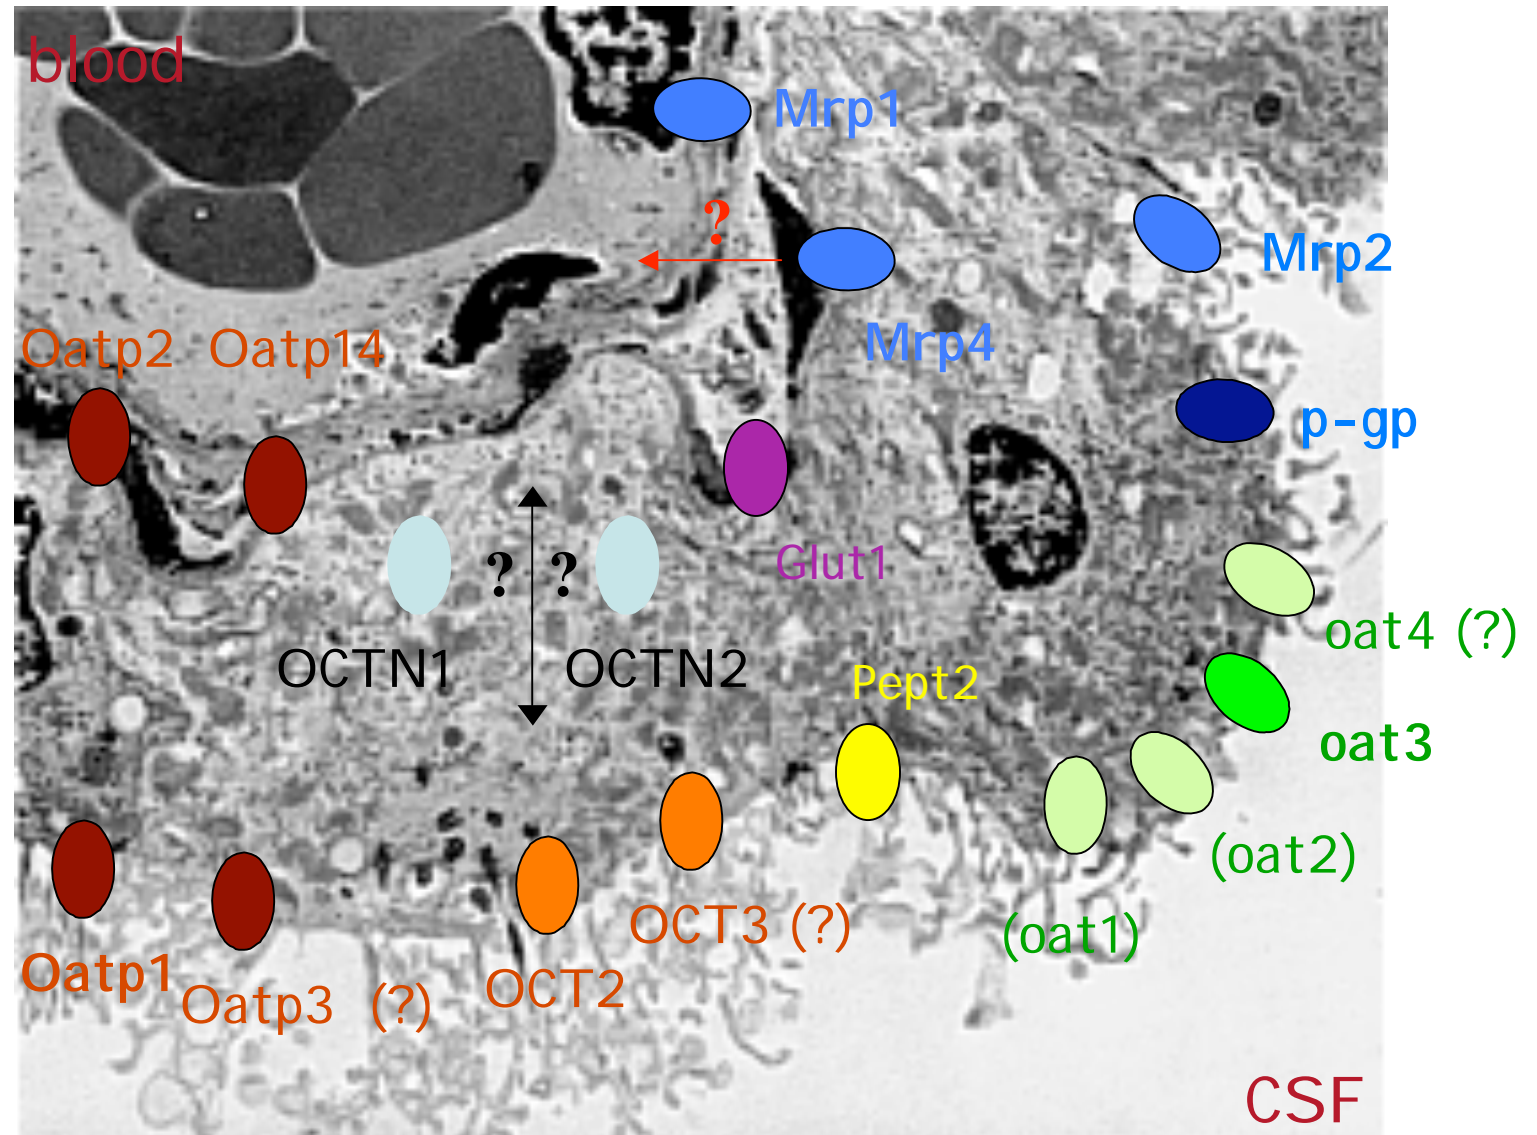 blood
Mrp1
?
Mrp2
Mrp4
Oatp2
Oatp14
p-gp
Glut1
? ?
OCTN1
OCTN2
oat4 (?)
Pept2
oat3
(oat2)
OCT3 (?)
(oat1)
Oatp1
OCT2
Oatp3 (?)
CSF